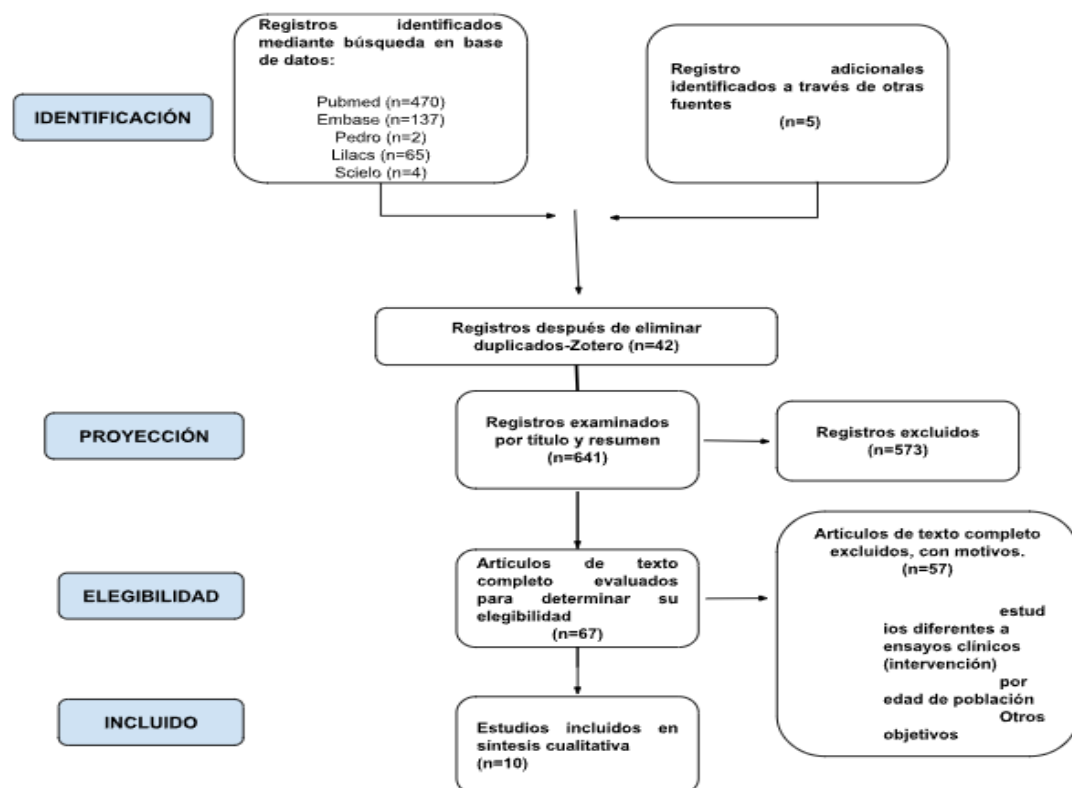 Registros identificados
mediante búsqueda en base
de datos:
Pubmed (n=470)
Embase (n=137)
Pedro (n=2)
Lilacs (n=65)
Scielo (n=4)
Registro adicionales
identificados a través de otras
fuentes
(n=5)
IDENTIFICACIÓN
Registros después de eliminar
duplicados-Zotero (n=42)
PROYECCIÓN
Registros examinados
por título y resumen
(n=641)
Registros excluidos
(n=573)
ELEGIBILIDAD
Artículos de texto
completo evaluados
para determinar su
elegibilidad
(n=67)
Artículos de texto completo
excluidos, con motivos.
(n=57)
estud
ios diferentes a
ensayos clínicos
(intervención)
por
edad de población
Otros
objetivos
INCLUIDO
Estudios incluidos en
síntesis cualitativa
(n=10)